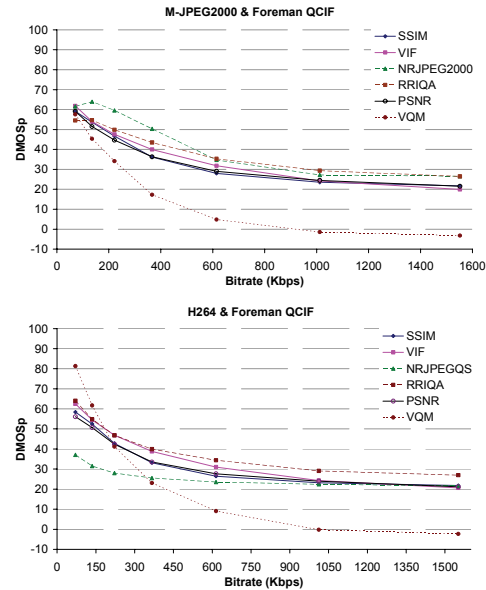 M-JPEG2000 & Foreman QCIF
100
90
80
70
60
50
40
30
20
10
0
-10
DMOSp
0 200 400 600 800 1000 1200 1400 1600
Bitrate (Kbps)
SSIM
VIF
NRJPEG2000
RRIQA
PSNR
VQM
H264 & Foreman QCIF
100
90
80
70
60
50
40
30
20
10
0
-10
DMOSp
0 150 300 450 600 750 900 1050 1200 1350 1500
Bitrate (Kbps)
SSIM
VIF
NRJPEGQS
RRIQA
PSNR
VQM